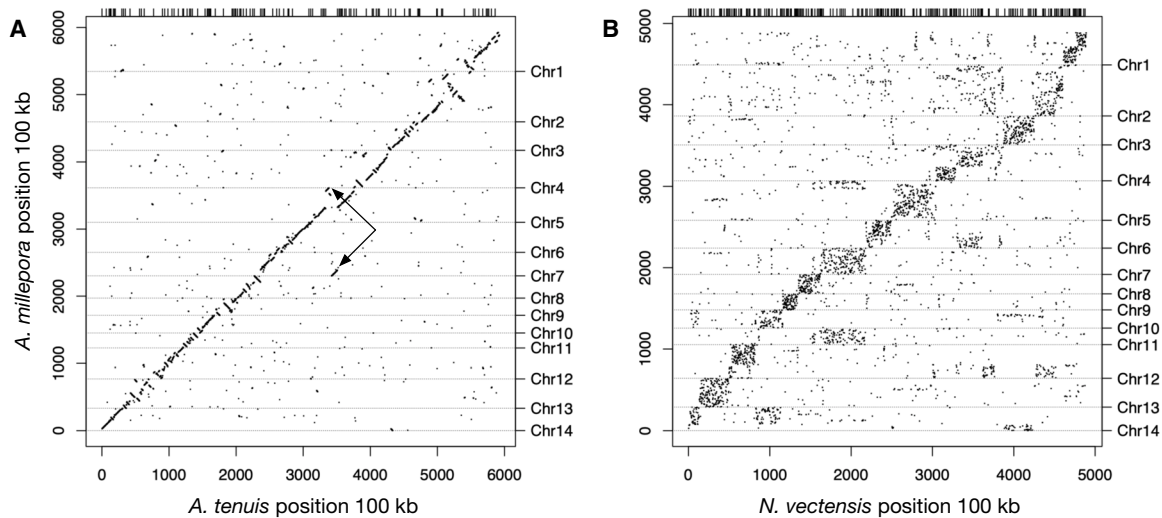 A
6000
5000
4000
3000
2000
1000
0
A. millepora position 100 kb
Chr1
Chr2
Chr3
Chr4
Chr5
Chr6
Chr7
Chr8
Chr9
Chr10
Chr11
Chr12
Chr13
Chr14
0 1000 2000 3000 4000 5000 6000
A. tenuis position 100 kb
B
5000
4000
3000
2000
1000
0
Chr1
Chr2
Chr3
Chr4
Chr5
Chr6
Chr7
Chr8
Chr9
Chr10
Chr11
Chr12
Chr13
Chr14
0 1000 2000 3000 4000 5000
N. vectensis position 100 kb